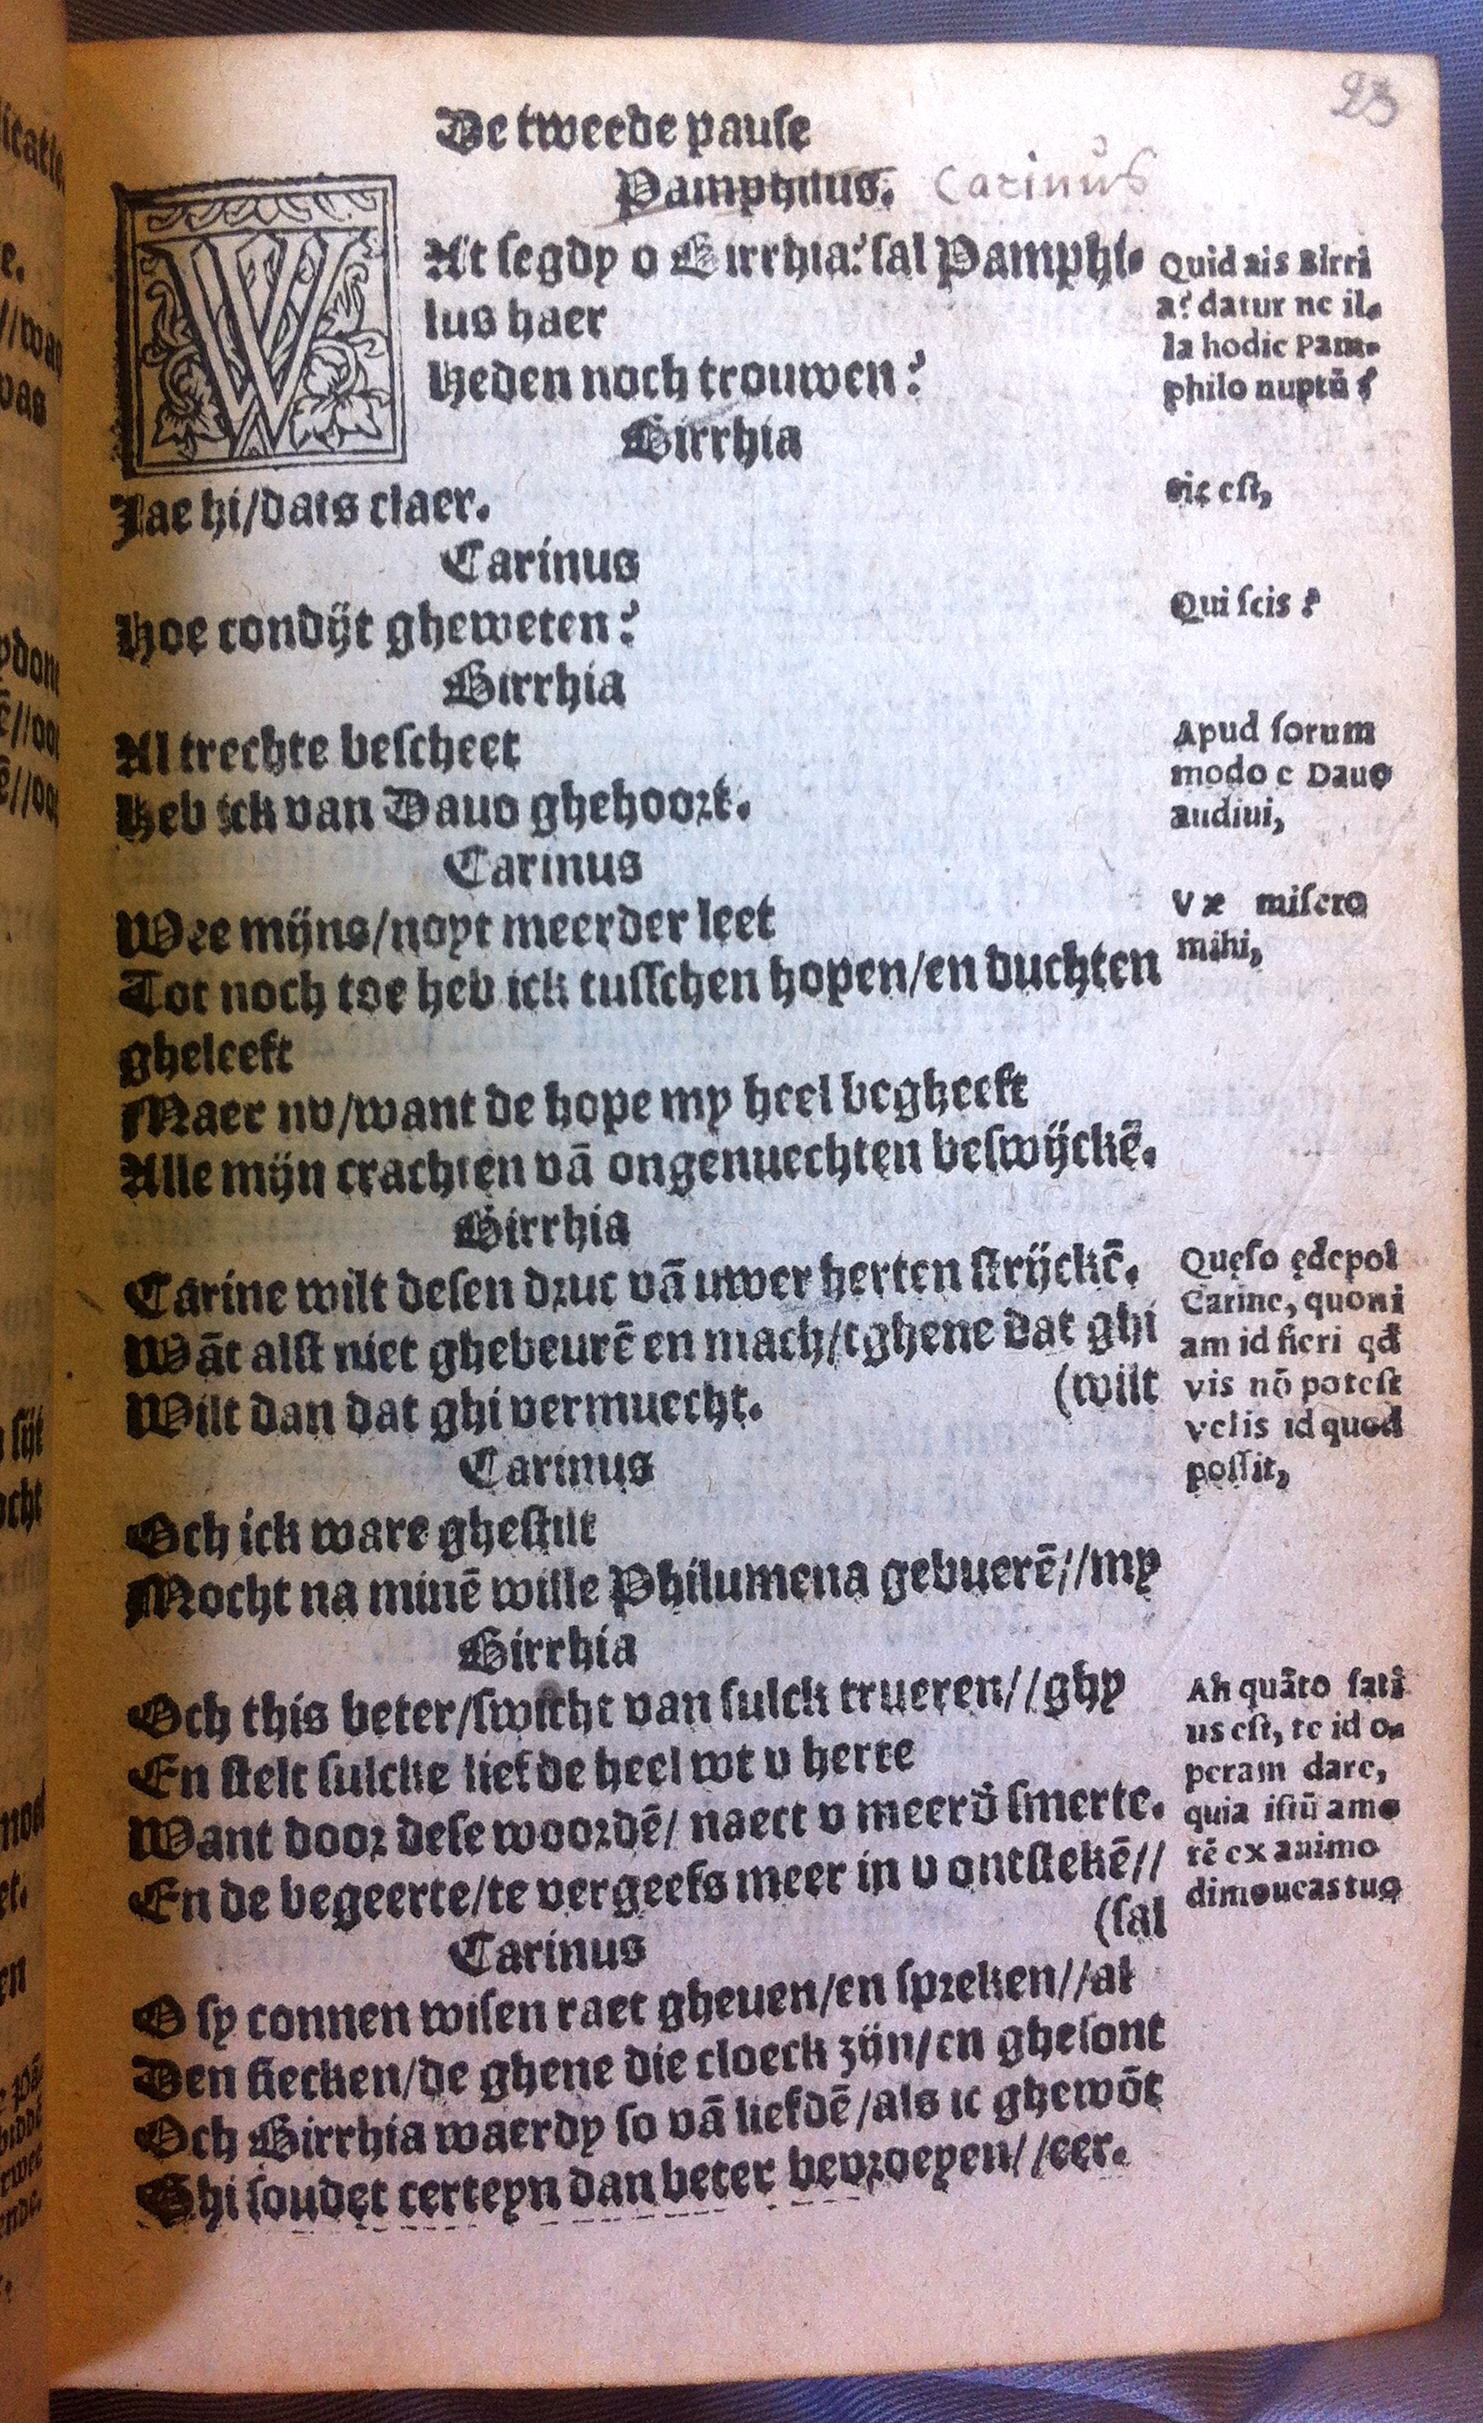 23
De tweede pause
Pamphilus. Carinus
WAt segdy o Birrhia? sal Pamphi-
lus haer
Heden noch trouwen?
Birrhia
Jae hi/dats claer.
Carinus
Hoe condijt gheweten?
Birrhia
Al trechte bescheet
Heb ick van Dauo ghehoort.
Carinus
Wee mijns/noyt meerder leet
Tot noch toe heb ick tusschen hopen/en duchten
gheleeft
Maer nv/want de hope my heel begheeft
Alle mijn crachten vā ongenuechten beswijckē.
Birrhia
Carine wilt desen druc vā uwer herten strijckē.
Wāt alst niet ghebeurē en mach/tghene dat ghi
(wilt
Wilt dan dat ghi vermuecht.
Carinus
Och ick ware ghestilt
Mocht na minē wille Philumena gebuerē//my
Birrhia
Och this beter/swicht van sulck trueren//ghy
En stelt sulcke liefde heel wt v herte
Want door dese woordē/ naect v meerd' smerte.
En de begeerte/te vergeefs meer in v ontstekē//
(sal
Carinus
O sy connen wisen raet gheuen/en spreken//al
Den siecken/de ghene die cloeck zijn/en ghesont
Och Birrhia waerdy so vā liefdē/als ic ghewōt
Ghi soudet certeyn dan beter beproeyen//eer.
Quid ais Birri
a? datur ne il-
la hodie Pam-
philo nuptū?
Sic est,
Qui scis?
Apud forum
modo e Dauo
audiui,
Væ misero
mihi,
Quęso ędepol
Carine, quoni
am id fieri qđ
vis nō potest
velis id quod
possit,
Ah quāto sati
us est, te id o-
peram dare,
quia istū amo
rē ex animo
dimoueas tuo